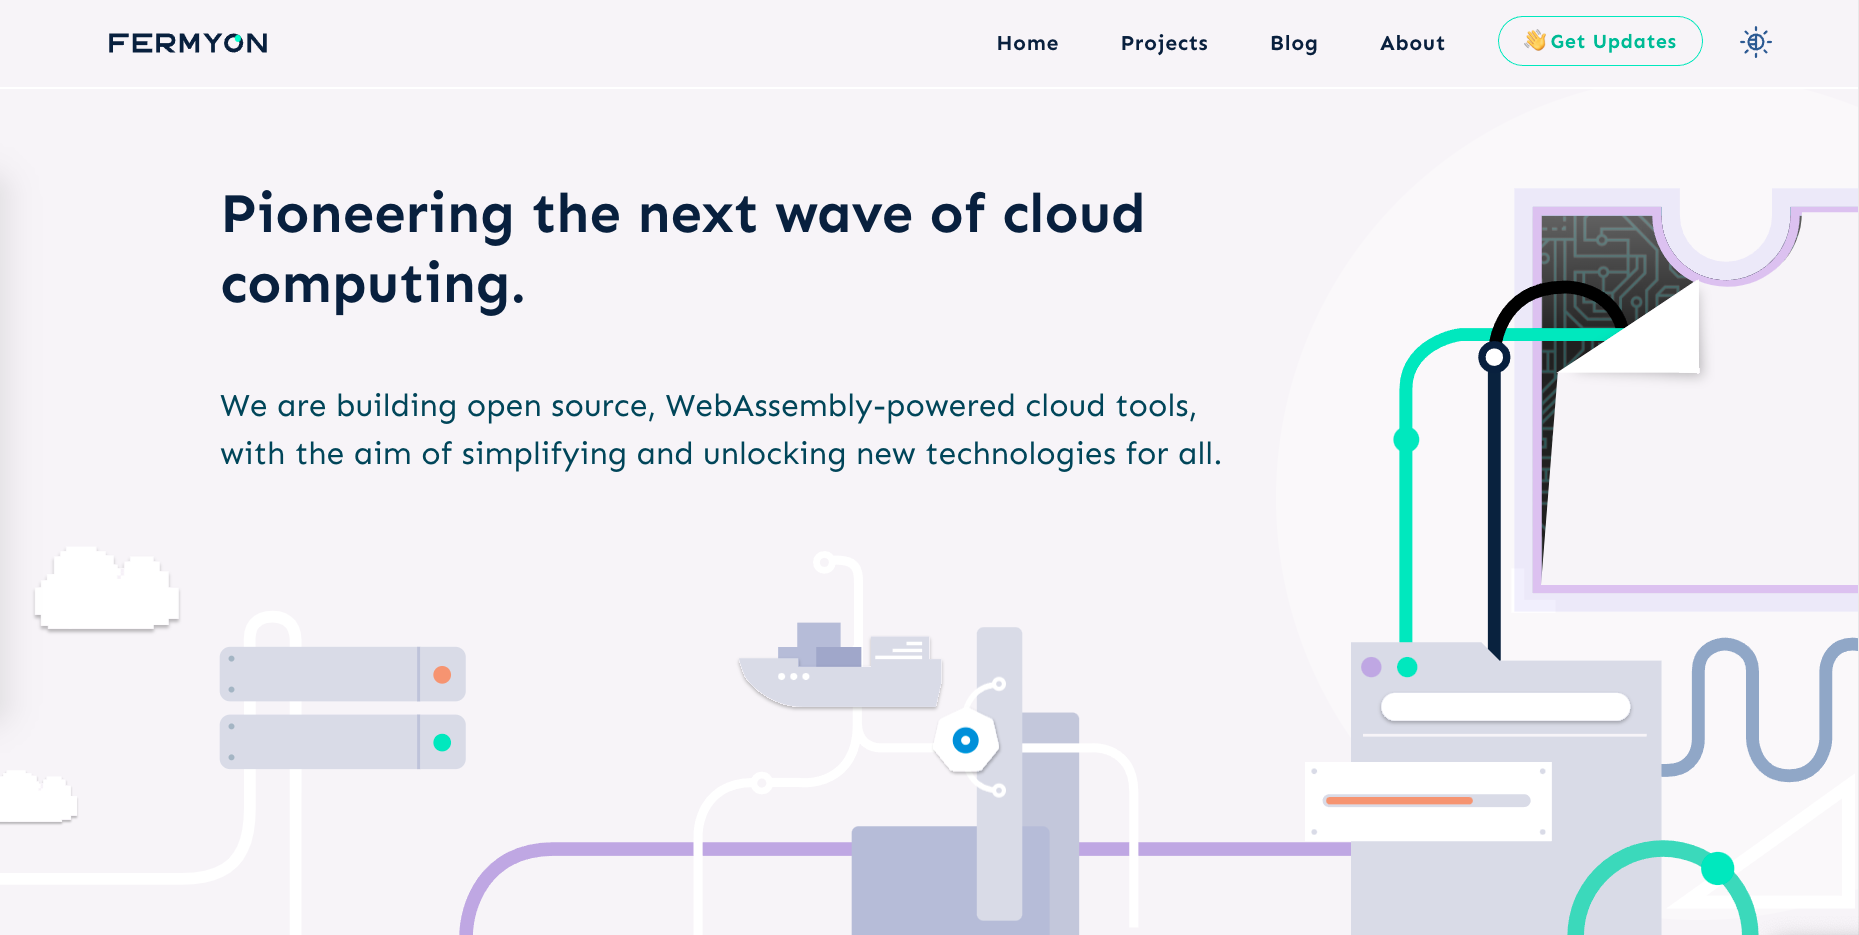 FERMYON
Home Projects Blog About 👋Get Updates
Pioneering the next wave of cloud
computing.
We are building open source, WebAssembly-powered cloud tools,
with the aim of simplifying and unlocking new technologies for all.